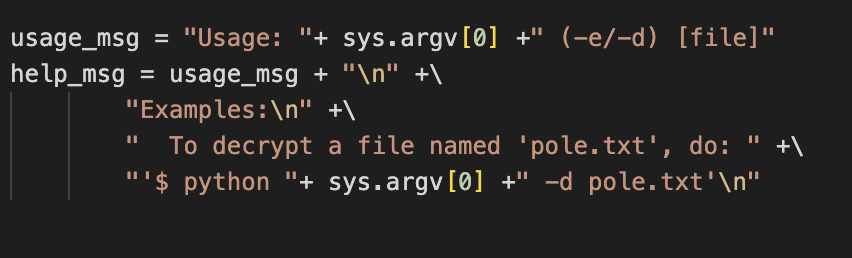 usage_msg = "Usage: "+ sys.argv[0] +" (-e/-d) [file]"
help_msg = usage_msg + "\n" +\
        "Examples:\n" +\
        "  To decrypt a file named 'pole.txt', do: " +\
        "'$ python "+ sys.argv[0] +" -d pole.txt'\n"